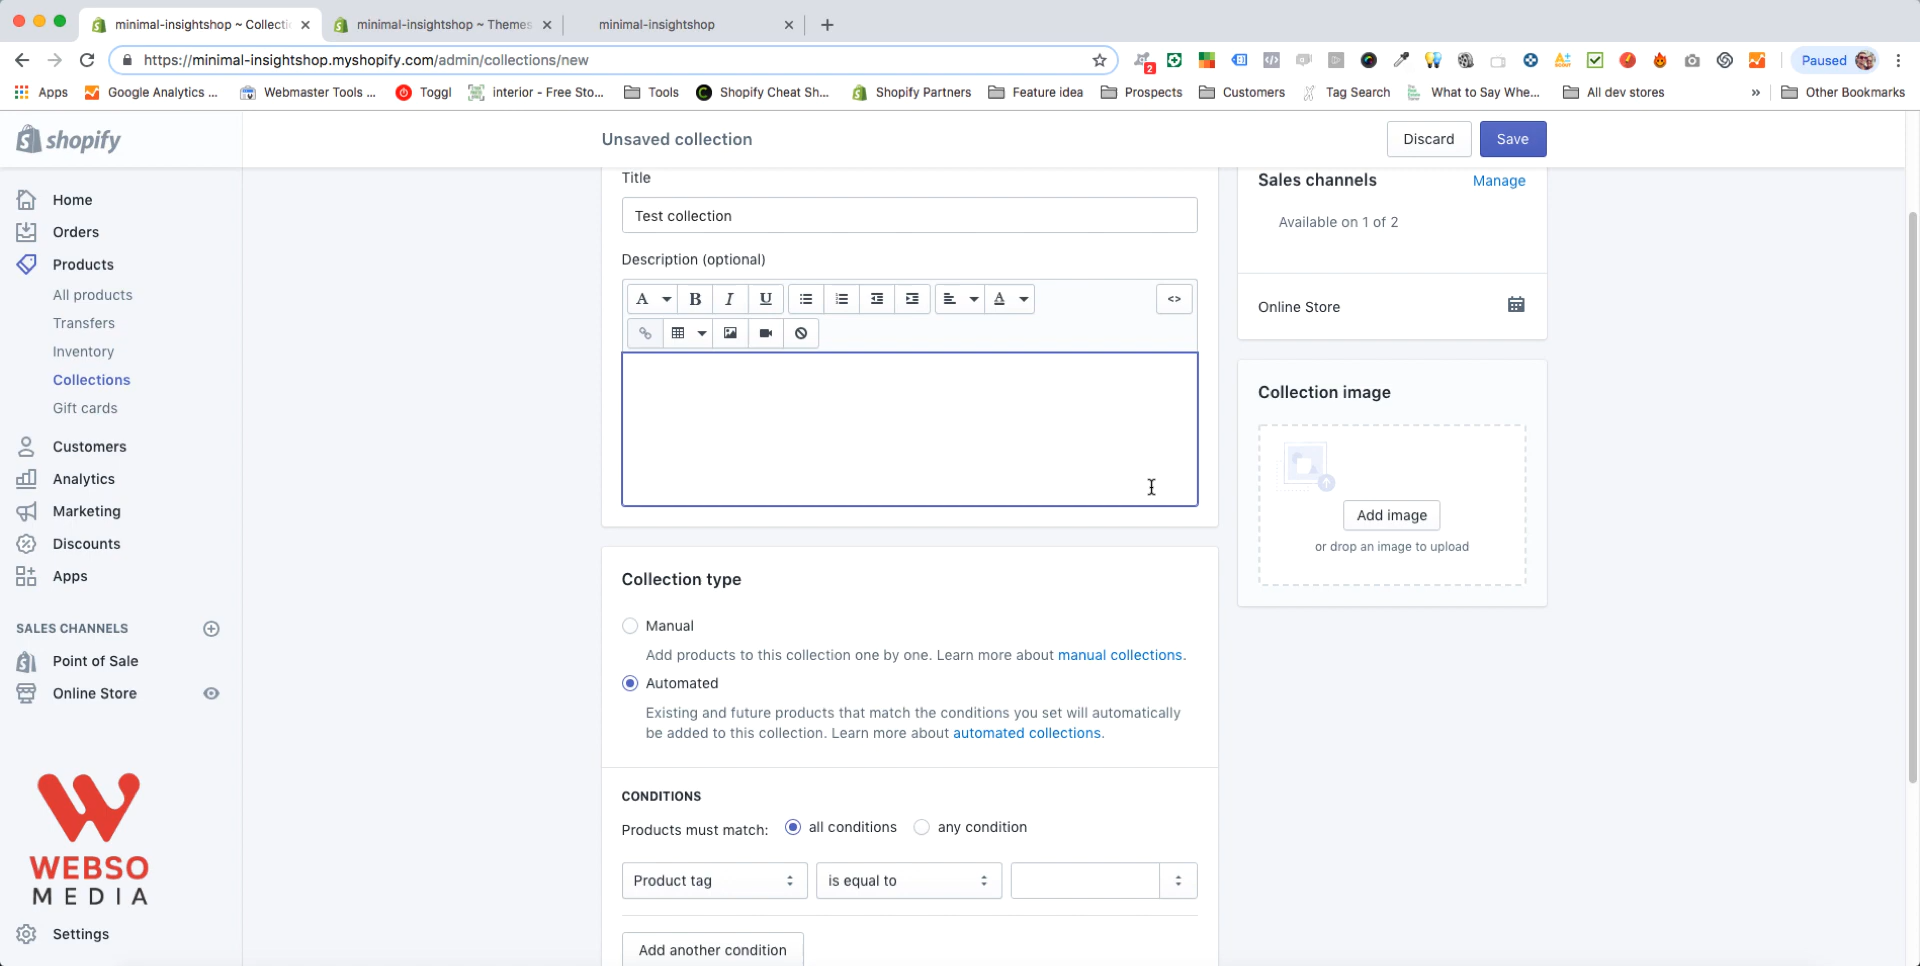 minimal-insightshop ~ Collecti
minimal-insightshop ~ Themes
minimal-insightshop
https://minimal-insightshop.myshopify.com/admin/collections/new
2
Paused
Apps
Google Analytics ...
Webmaster Tools ...
Toggl
interior - Free Sto...
Tools
Shopify Cheat Sh...
Shopify Partners
Feature idea
Prospects
Customers
Tag Search
What to Say Whe...
All dev stores
»
Other Bookmarks
shopify
Unsaved collection
Discard
Save
Home
Orders
Products
All products
Transfers
Inventory
Collections
Gift cards
Customers
Analytics
Marketing
Discounts
Apps
SALES CHANNELS
Point of Sale
Online Store
WEBSO
MEDIA
Settings
Title
Test collection
Description (optional)
A
B
I
U
A
<>
Collection type
Manual
Add products to this collection one by one. Learn more about manual collections.
Automated
Existing and future products that match the conditions you set will automatically
be added to this collection. Learn more about automated collections.
CONDITIONS
Products must match:
all conditions
any condition
Product tag
is equal to
Add another condition
Sales channels
Manage
Available on 1 of 2
Online Store
Collection image
Add image
or drop an image to upload